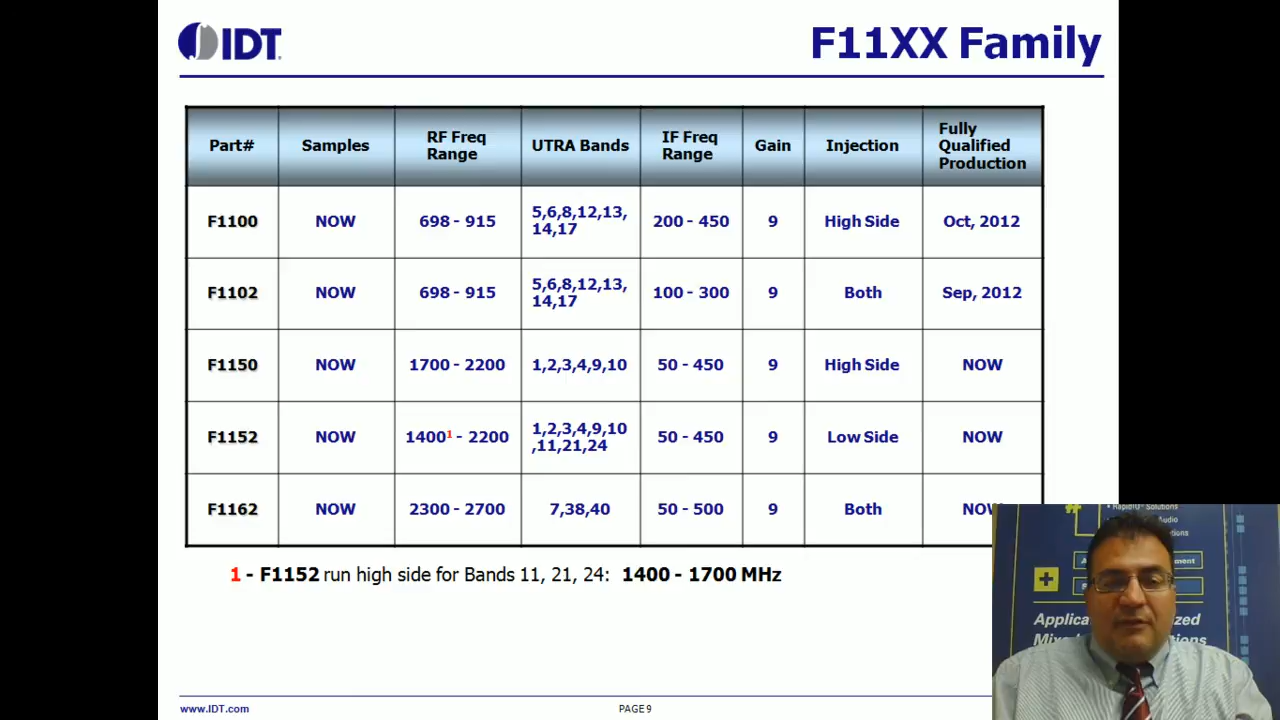 IDT
F11XX Family
Part#
Samples
RF Freq
Range
UTRA Bands
IF Freq
Range
Gain
Injection
Fully
Qualified
Production
F1100
NOW
698 - 915
5,6,8,12,13,
14,17
200 - 450
9
High Side
Oct, 2012
F1102
NOW
698 - 915
5,6,8,12,13,
14,17
100 - 300
9
Both
Sep, 2012
F1150
NOW
1700 - 2200
1,2,3,4,9,10
50 - 450
9
High Side
NOW
F1152
NOW
1400¹ - 2200
1,2,3,4,9,10
,11,21,24
50 - 450
9
Low Side
NOW
F1162
NOW
2300 - 2700
7,38,40
50 - 500
9
Both
1 - F1152 run high side for Bands 11, 21, 24: 1400 - 1700 MHz
Solutions
Audio
www.IDT.com
PAGE 9